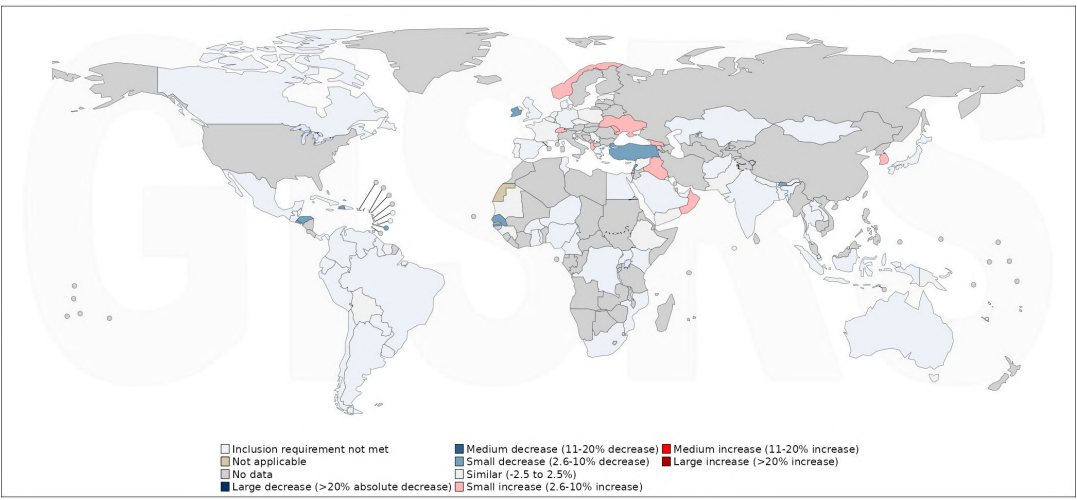 GISRS
Inclusion requirement not met
Not applicable
No data
Large decrease (>20% absolute decrease)
Medium decrease (11-20% decrease)
Small decrease (2.6-10% decrease)
Similar (-2.5 to 2.5%)
Small increase (2.6-10% increase)
Medium increase (11-20% increase)
Large increase (>20% increase)